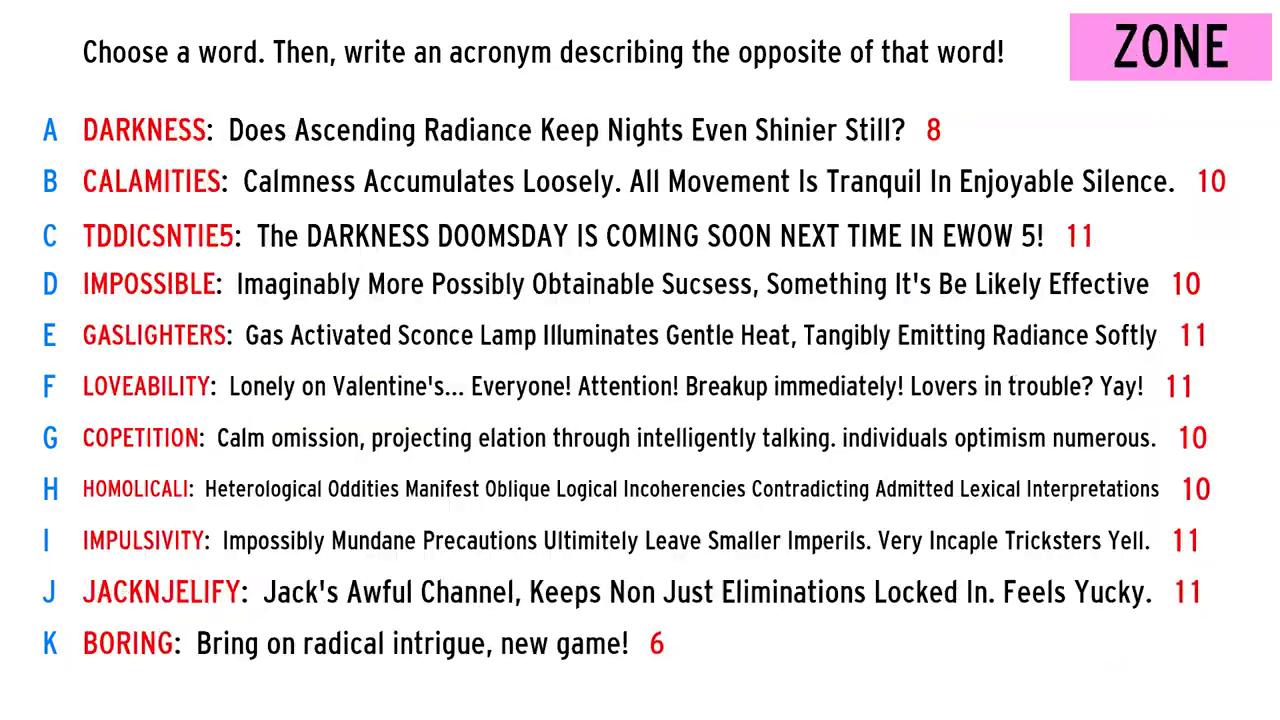 Choose a word. Then, write an acronym describing the opposite of that word!
ZONE
A DARKNESS: Does Ascending Radiance Keep Nights Even Shinier Still? 8
B CALAMITIES: Calmness Accumulates Loosely. All Movement Is Tranquil In Enjoyable Silence. 10
C TDDICSNTIE5: The DARKNESS DOOMSDAY IS COMING SOON NEXT TIME IN EWOW 5! 11
D IMPOSSIBLE: Imaginably More Possibly Obtainable Sucsess, Something It's Be Likely Effective 10
E GASLIGHTERS: Gas Activated Sconce Lamp Illuminates Gentle Heat, Tangibly Emitting Radiance Softly 11
F LOVEABILITY: Lonely on Valentine's... Everyone! Attention! Breakup immediately! Lovers in trouble? Yay! 11
G COPETITION: Calm omission, projecting elation through intelligently talking. individuals optimism numerous. 10
H HOMOLICALI: Heterological Oddities Manifest Oblique Logical Incoherencies Contradicting Admitted Lexical Interpretations 10
I IMPULSIVITY: Impossibly Mundane Precautions Ultimitely Leave Smaller Imperils. Very Incaple Tricksters Yell. 11
J JACKNJELIFY: Jack's Awful Channel, Keeps Non Just Eliminations Locked In. Feels Yucky. 11
K BORING: Bring on radical intrigue, new game! 6